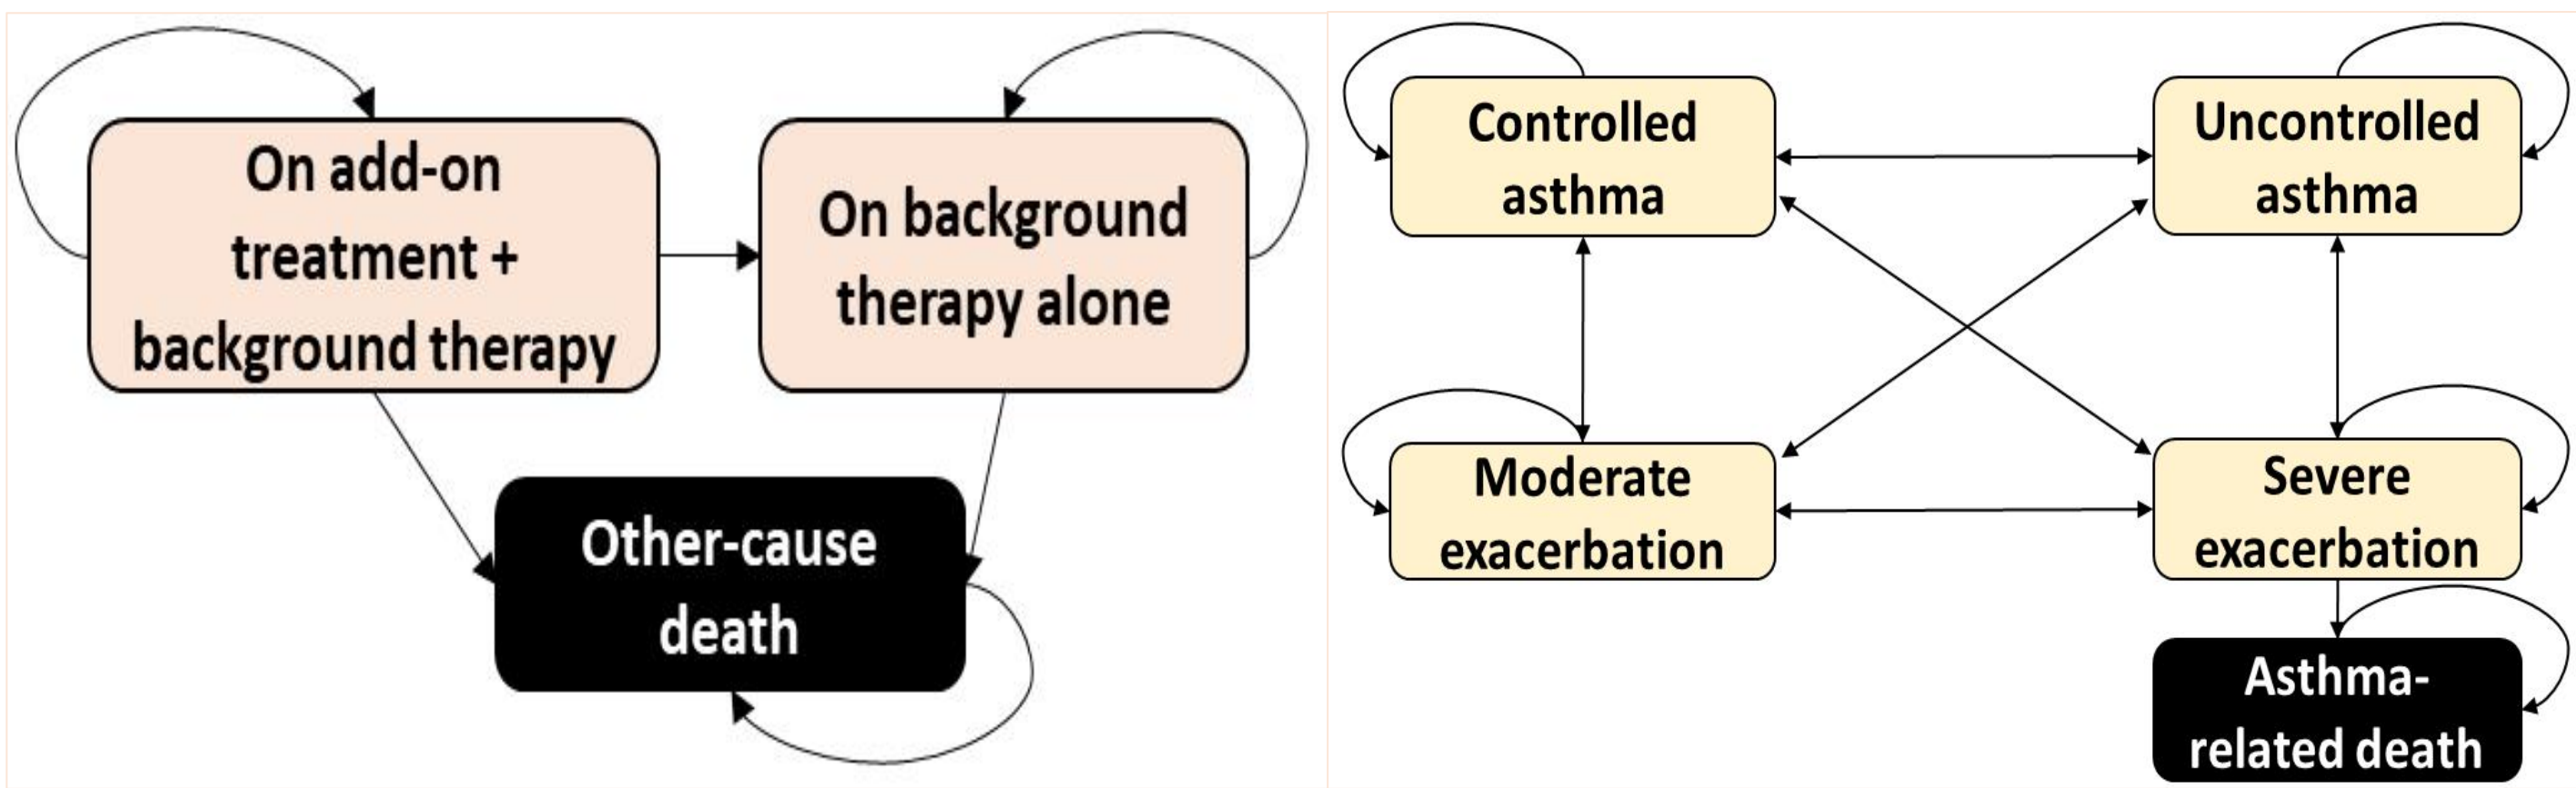 On add-on
treatment +
background therapy
On background
therapy alone
Other-cause
death
Controlled
asthma
Uncontrolled
asthma
Moderate
exacerbation
Severe
exacerbation
Asthma-
related death